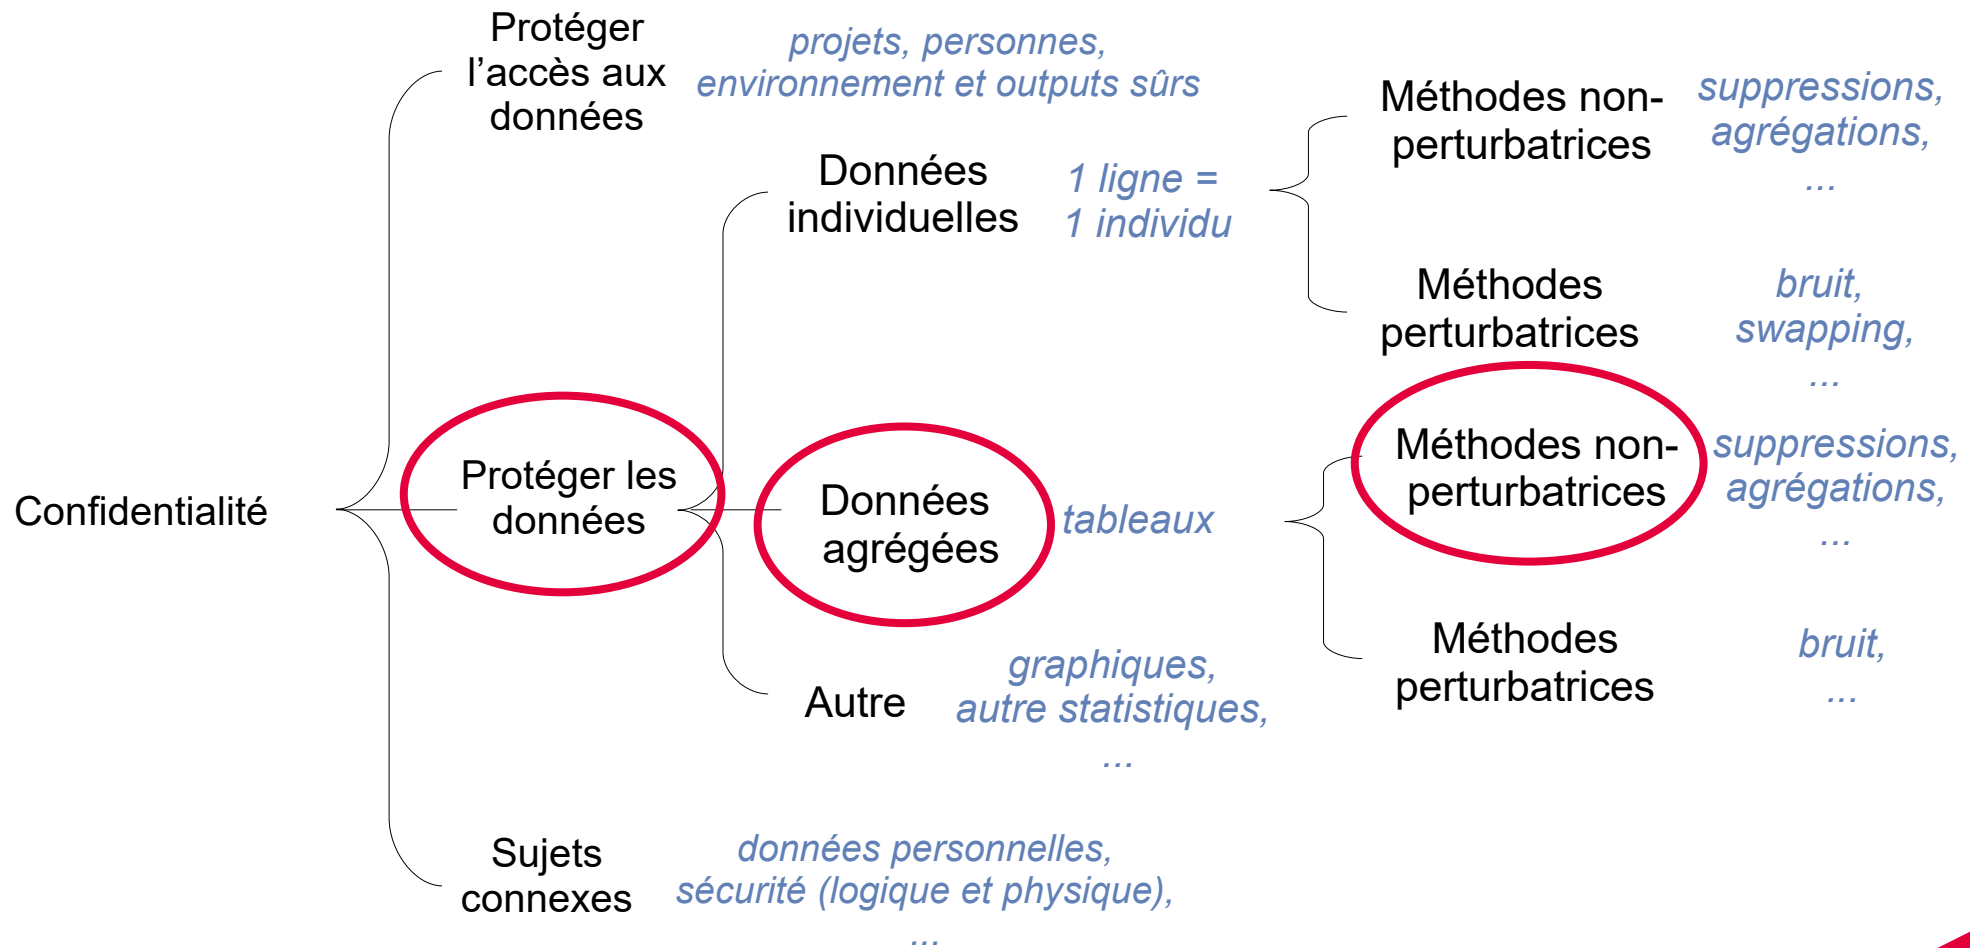 Protéger
l'accès aux
données
projets, personnes,
environnement et outputs sûrs
Données
individuelles
1 ligne =
1 individu
Méthodes non-
perturbatrices
suppressions,
agrégations,
...
Méthodes
perturbatrices
bruit,
swapping,
...
Confidentialité
Protéger les
données
Données
agrégées
tableaux
Méthodes non-
perturbatrices
suppressions,
agrégations,
...
Méthodes
perturbatrices
bruit,
...
Autre
graphiques,
autre statistiques,
...
Sujets
connexes
données personnelles,
sécurité (logique et physique),
...